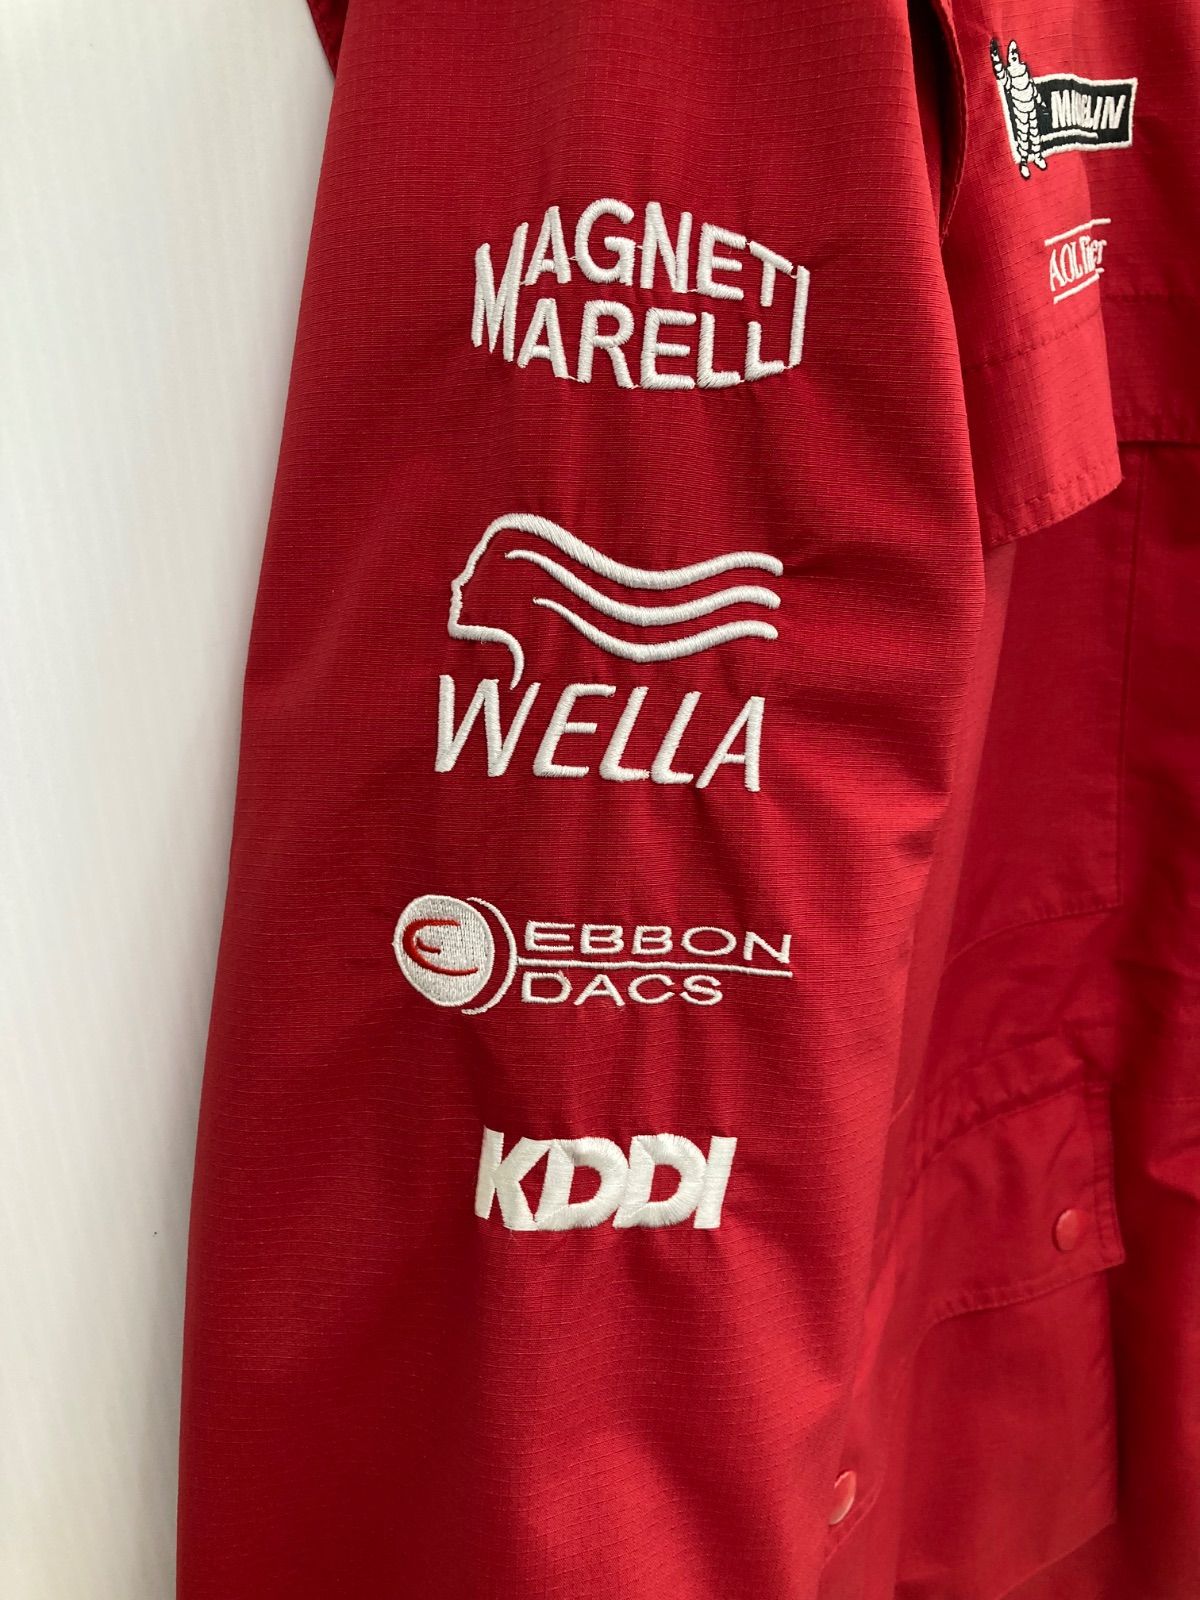 MAGNETI
MARELLI
WELLA
EBBON
DACS
KDDI
MICHELIN